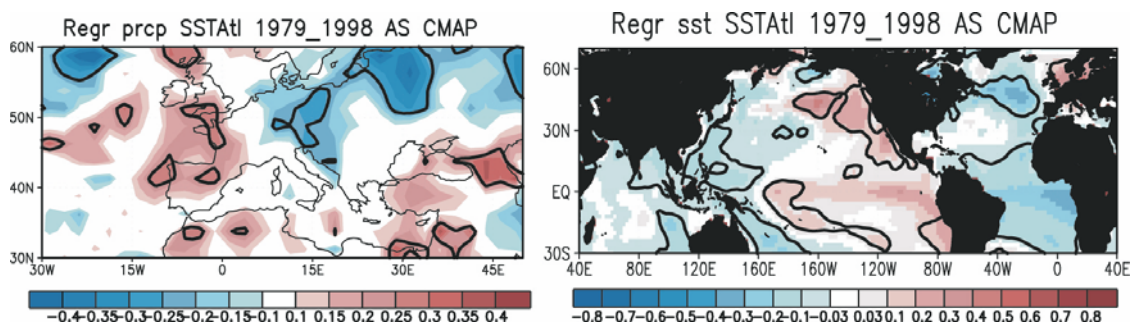 Regr prcp SSTAtl 1979_1998 AS CMAP
60N
50N
40N
30N
30W 15W 0 15E 30E 45E
-0.4-0.35-0.3-0.25-0.2-0.15-0.1 0.1 0.15 0.2 0.25 0.3 0.35 0.4
Regr sst SSTAtl 1979_1998 AS CMAP
60N
30N
EQ
30S
40E 80E 120E 160E 160W 120W 80W 40W 0 40E
-0.8 -0.7-0.6-0.5-0.4-0.3-0.2 -0.1-0.03 0.03 0.1 0.2 0.3 0.4 0.5 0.6 0.7 0.8